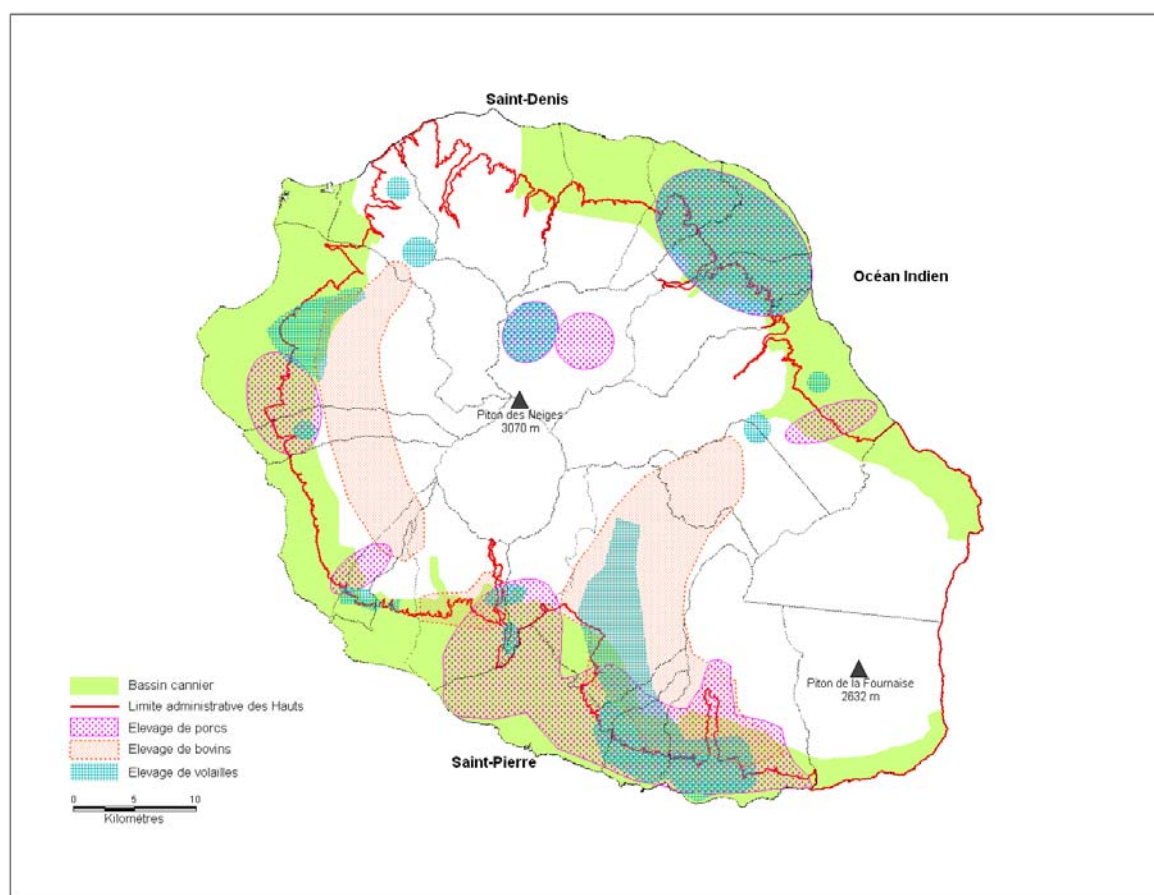 Saint-Denis
Océan Indien
Piton des Neiges
3070 m
Piton de la Fournaise
2632 m
Saint-Pierre
Bassin cannier
Limite administrative des Hauts
Elevage de porcs
Elevage de bovins
Elevage de volailles
0 5 10
Kilomètres